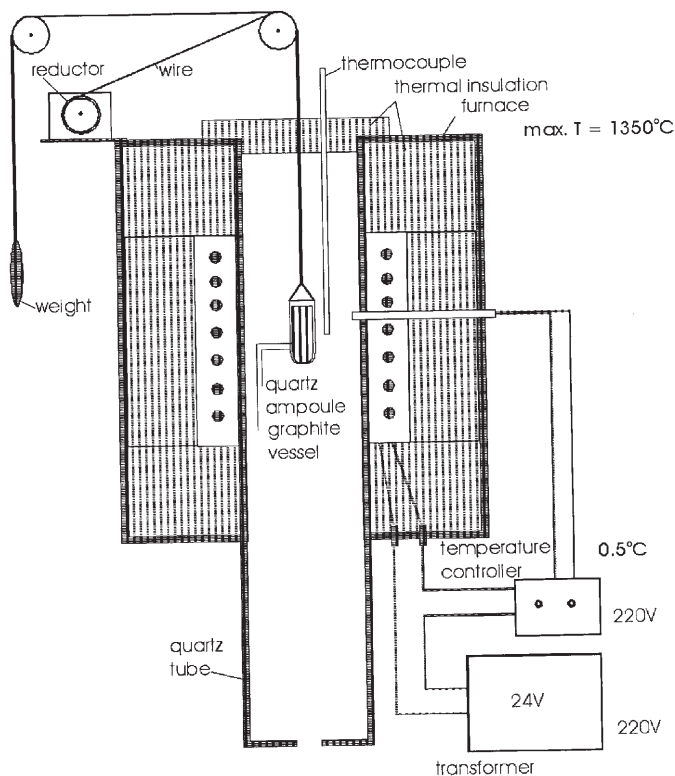 thermocouple
reductor
wire
thermal insulation
furnace
max. T = 1350°C
weight
quartz
ampoule
graphite
vessel
temperature
controller
0.5°C
220V
quartz
tube
24V
220V
transformer